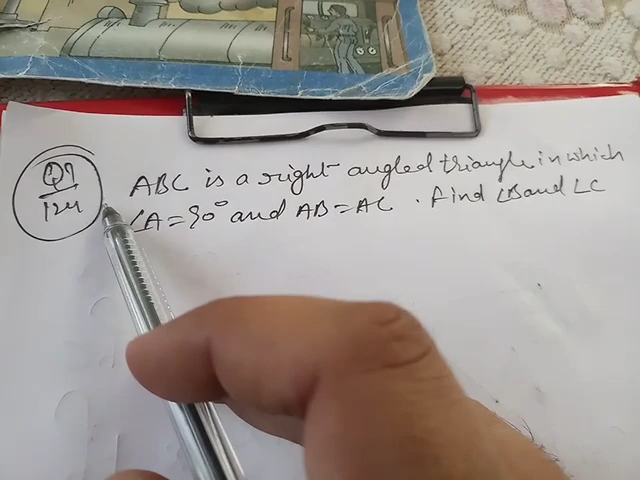 Q7
124
ABC is a right angled triangle in which
∠A = 90° and AB = AC . Find ∠B and ∠C